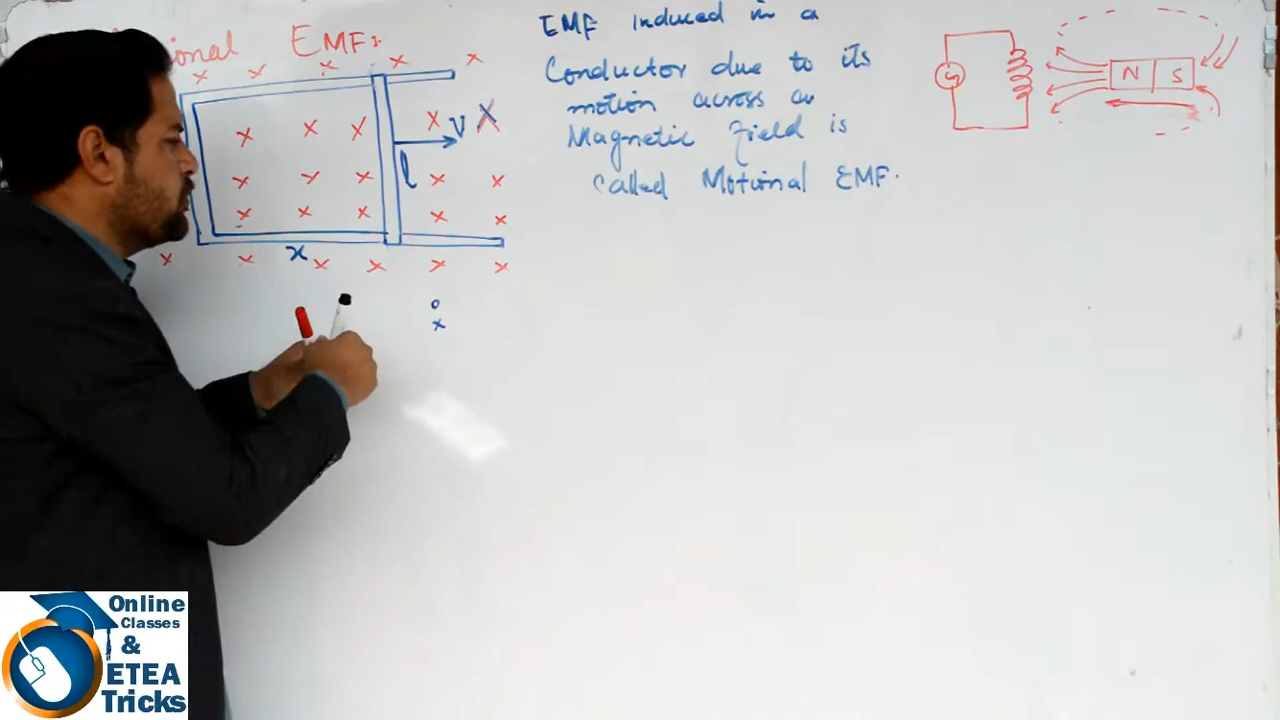 EMF:
EMF induced in a
Conductor due to its
motion across a
Magnetic field is
called Motional EMF.
V
l
x
G
N S
Online
Classes
&
ETEA
Tricks